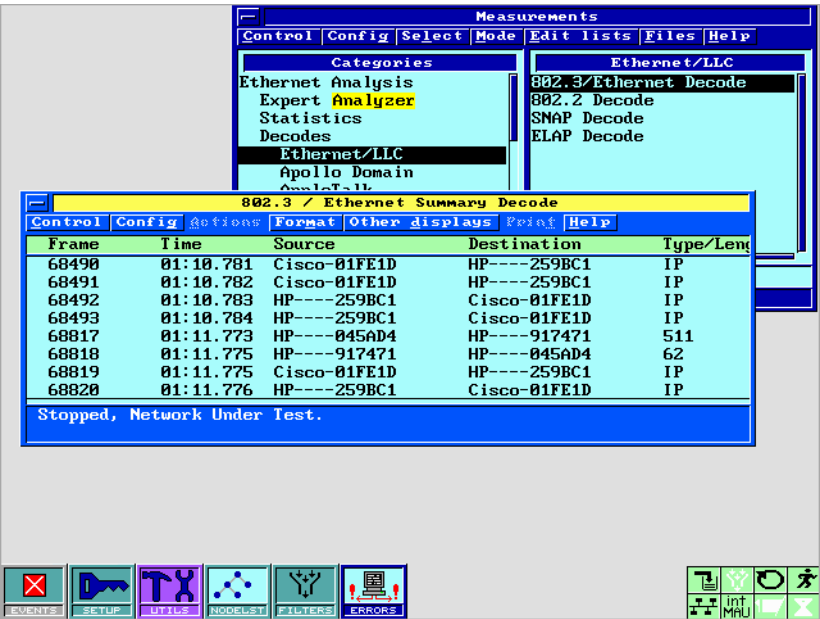 Measurements
Control Config Select Mode Edit lists Files Help
Categories
Ethernet Analysis
Expert Analyzer
Statistics
Decodes
Ethernet/LLC
Apollo Domain
AppleTalk
Ethernet/LLC
802.3/Ethernet Decode
802.2 Decode
SNAP Decode
ELAP Decode
802.3 / Ethernet Summary Decode
Control Config Actions Format Other displays Print Help
Frame Time Source Destination Type/Leng
68490 01:10.781 Cisco-01FE1D HP----259BC1 IP
68491 01:10.782 Cisco-01FE1D HP----259BC1 IP
68492 01:10.783 HP----259BC1 Cisco-01FE1D IP
68493 01:10.784 HP----259BC1 Cisco-01FE1D IP
68817 01:11.773 HP----045AD4 HP----917471 511
68818 01:11.775 HP----917471 HP----045AD4 62
68819 01:11.775 Cisco-01FE1D HP----259BC1 IP
68820 01:11.776 HP----259BC1 Cisco-01FE1D IP
Stopped, Network Under Test.
EVENTS SETUP UTILS NODELST FILTERS ERRORS
int
MAU